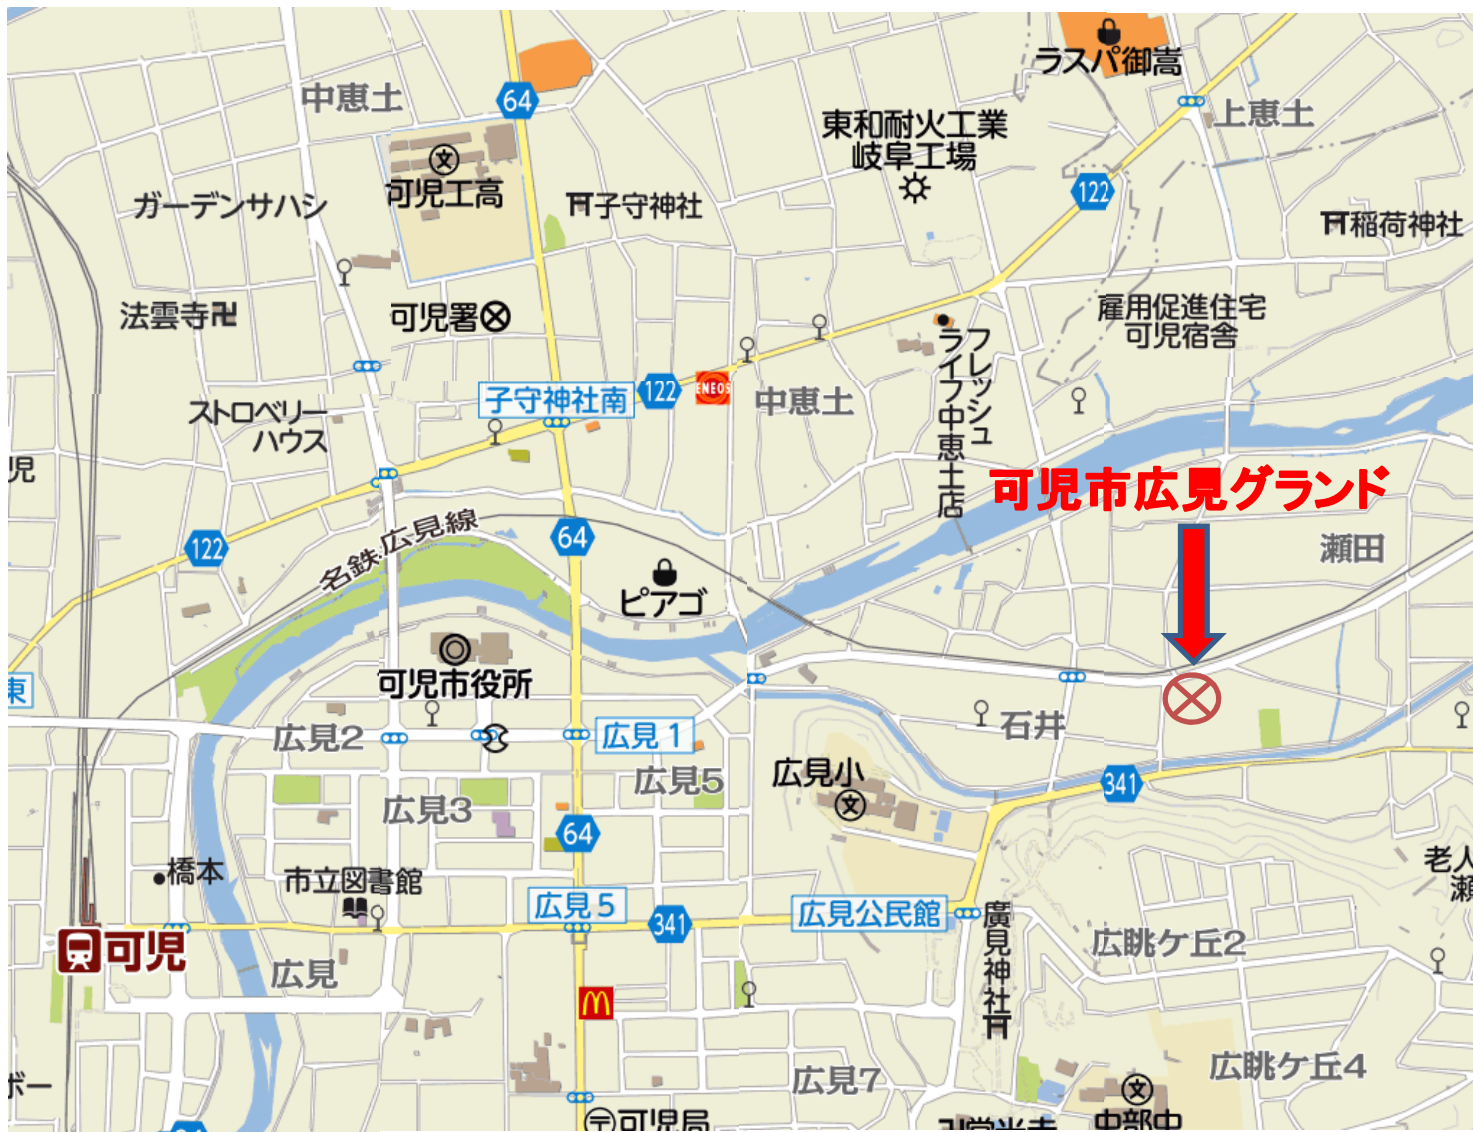 ラスパ御嵩
64
中恵土
上恵土
東和耐火工業
岐阜工場
可児工高
122
ガーデンサハシ
子守神社
稲荷神社
法雲寺
可児署
雇用促進住宅
可児宿舎
フレッシュ
ライフ中恵土店
子守神社南
122
ENEOS
中恵土
ストロベリー
ハウス
児
可児市広見グランド
名鉄広見線
122
64
瀬田
ピアゴ
可児市役所
東
広見2
広見1
石井
広見5
広見小
341
広見3
64
橋本
市立図書館
老人
瀬
広見5
341
広見公民館
廣見神社
広眺ケ丘2
可児
広見
広見7
広眺ケ丘4
ボー
中部中
可児局